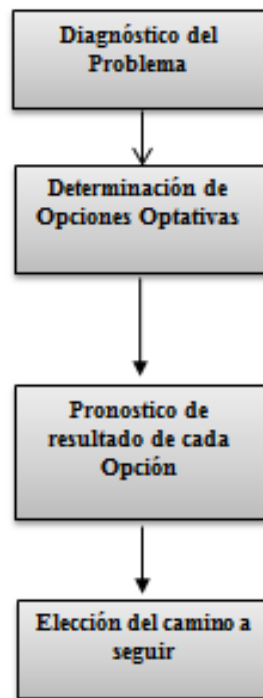 Diagnóstico del
Problema
Determinación de
Opciones Optativas
Pronostico de
resultado de cada
Opción
Elección del camino a
seguir